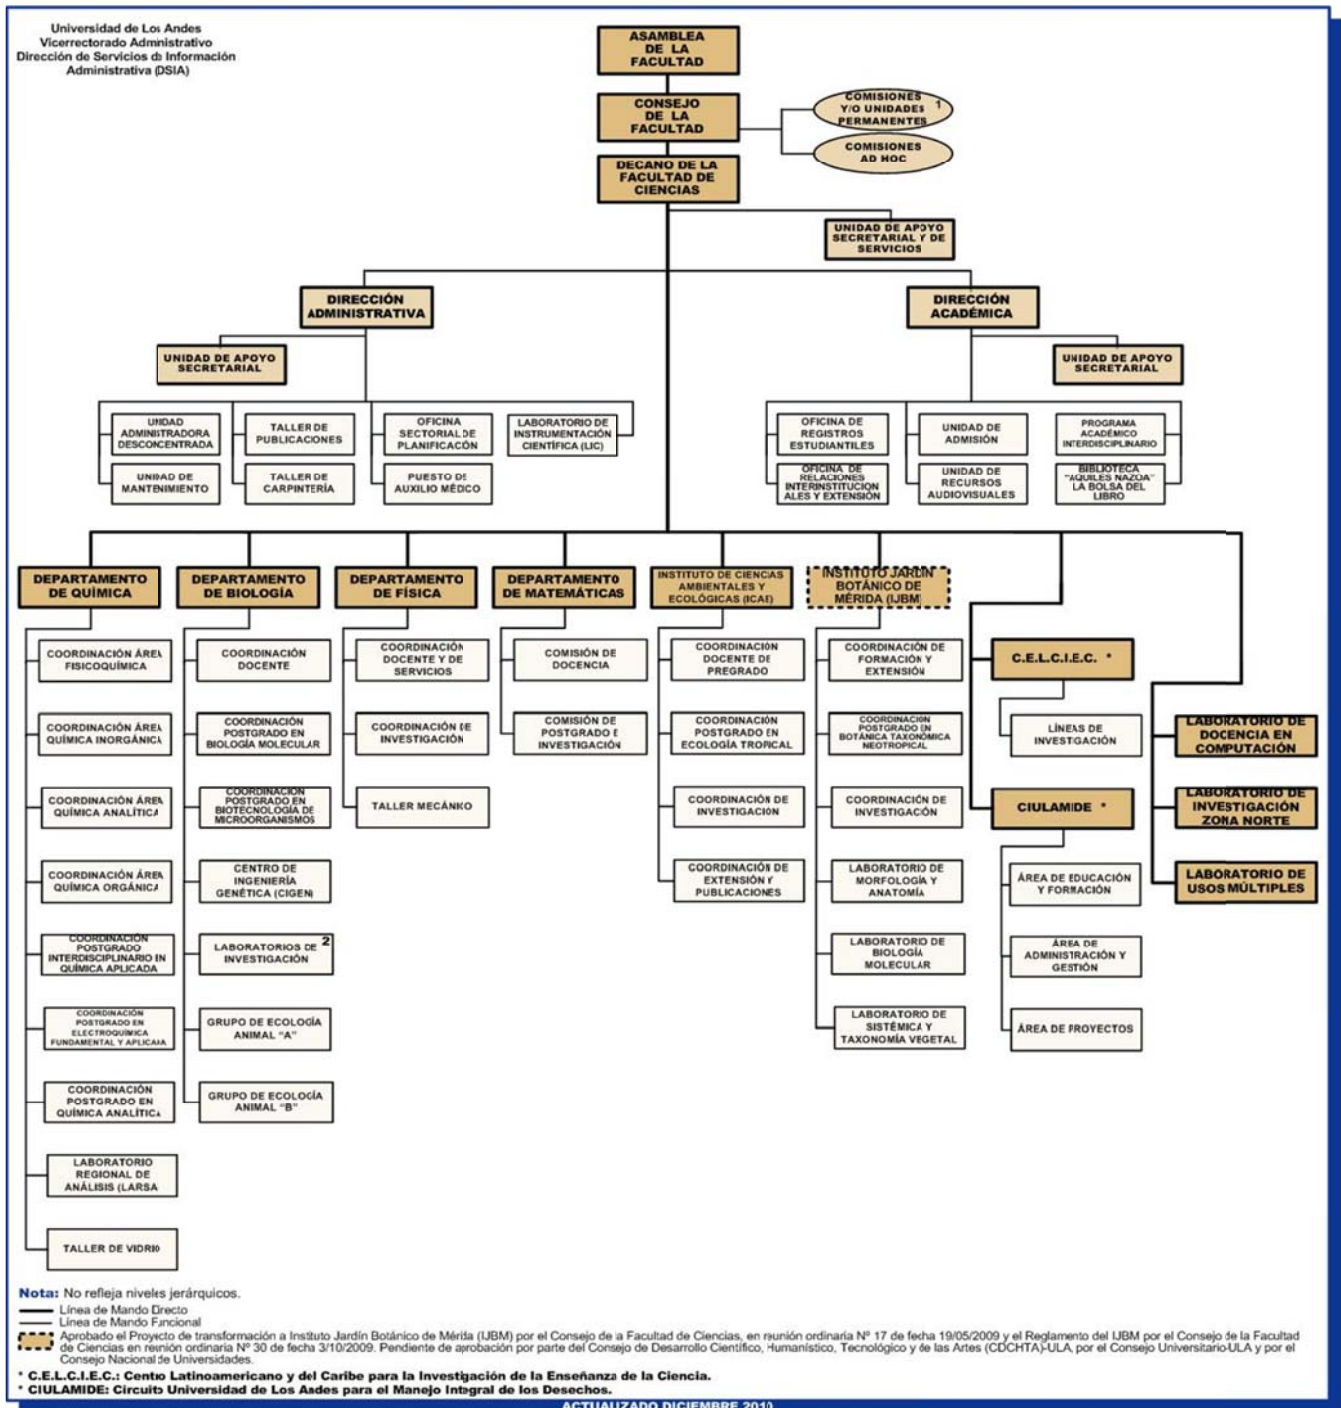 Universidad de Los Andes
Vicerrectorado Administrativo
Dirección de Servicios de Información
Administrativa (DSIA)
ASAMBLEA
DE LA
FACULTAD
CONSEJO
DE LA
FACULTAD
COMISIONES 1
Y/O UNIDADES
PERMANENTES
COMISIONES
AD HOC
DECANO DE LA
FACULTAD DE
CIENCIAS
UNIDAD DE APOYO
SECRETARIAL Y DE
SERVICIOS
DIRECCIÓN
ADMINISTRATIVA
DIRECCIÓN
ACADÉMICA
UNIDAD DE APOYO
SECRETARIAL
UNIDAD DE APOYO
SECRETARIAL
UNIDAD
ADMINISTRADORA
DESCONCENTRADA
TALLER DE
PUBLICACIONES
OFICINA
SECTORIAL DE
PLANIFICACÓN
LABORATORIO DE
INSTRUMENTACIÓN
CIENTÍFICA (LIC)
UNIDAD DE
MANTENIMIENTO
TALLER DE
CARPINTERÍA
PUESTO DE
AUXILIO MÉDICO
OFICINA DE
REGISTROS
ESTUDIANTILES
UNIDAD DE
ADMISIÓN
PROGRAMA
ACADÉMICO
INTERDISCIPLINARIO
OFICINA DE
RELACIONES
INTERINSTITUCION
ALES Y EXTENSIÓN
UNIDAD DE
RECURSOS
AUDIOVISUALES
BIBLIOTECA
"AQUILES NAZOA"
LA BOLSA DEL
LIBRO
DEPARTAMENTO
DE QUÍMICA
DEPARTAMENTO
DE BIOLOGÍA
DEPARTAMENTO
DE FÍSICA
DEPARTAMENTO
DE MATEMÁTICAS
INSTITUTO DE CIENCIAS
AMBIENTALES Y
ECOLÓGICAS (ICAE)
INSTITUTO JARDÍN
BOTÁNICO DE
MÉRIDA (IJBM)
COORDINACIÓN ÁREA
FISICOQUÍMICA
COORDINACIÓN ÁREA
QUÍMICA INORGÁNICA
COORDINACIÓN ÁREA
QUÍMICA ANALÍTICA
COORDINACIÓN ÁREA
QUÍMICA ORGÁNICA
COORDINACIÓN
POSTGRADO
INTERDISCIPLINARIO EN
QUÍMICA APLICADA
COORDINACIÓN
POSTGRADO EN
ELECTROQUÍMICA
FUNDAMENTAL Y APLICADA
COORDINACIÓN
POSTGRADO EN
QUÍMICA ANALÍTICA
LABORATORIO
REGIONAL DE
ANÁLISIS (LARSA
TALLER DE VIDRIO
COORDINACIÓN
DOCENTE
COORDINACIÓN
POSTGRADO EN
BIOLOGÍA MOLECULAR
COORDINACIÓN
POSTGRADO EN
BIOTECNOLOGÍA DE
MICROORGANISMOS
CENTRO DE
INGENIERÍA
GENÉTICA (CIGEN)
LABORATORIOS DE 2
INVESTIGACIÓN
GRUPO DE ECOLOGÍA
ANIMAL "A"
GRUPO DE ECOLOGÍA
ANIMAL "B"
COORDINACIÓN
DOCENTE Y DE
SERVICIOS
COORDINACIÓN DE
INVESTIGACIÓN
TALLER MECÁNICO
COMISIÓN DE
DOCENCIA
COMISIÓN DE
POSTGRADO E
INVESTIGACIÓN
COORDINACIÓN
DOCENTE DE
PREGRADO
COORDINACIÓN
POSTGRADO EN
ECOLOGÍA TROPICAL
COORDINACIÓN DE
INVESTIGACIÓN
COORDINACIÓN DE
EXTENSIÓN Y
PUBLICACIONES
COORDINACIÓN DE
FORMACIÓN Y
EXTENSIÓN
COORDINACIÓN
POSTGRADO EN
BOTÁNICA TAXONÓMICA
NEOTROPICAL
COORDINACIÓN DE
INVESTIGACIÓN
LABORATORIO DE
MORFOLOGÍA Y
ANATOMÍA
LABORATORIO DE
BIOLOGÍA
MOLECULAR
LABORATORIO DE
SISTÉMICA Y
TAXONOMÍA VEGETAL
C.E.L.C.I.E.C. *
LÍNEAS DE
INVESTIGACIÓN
CIULAMIDE *
ÁREA DE EDUCACIÓN
Y FORMACIÓN
ÁREA DE
ADMINISTRACIÓN Y
GESTIÓN
ÁREA DE PROYECTOS
LABORATORIO DE
DOCENCIA EN
COMPUTACIÓN
LABORATORIO DE
INVESTIGACIÓN
ZONA NORTE
LABORATORIO DE
USOS MÚLTIPLES
Nota: No refleja niveles jerárquicos.
Línea de Mando Directo
Línea de Mando Funcional
Aprobado el Proyecto de transformación a Instituto Jardín Botánico de Mérida (IJBM) por el Consejo de la Facultad de Ciencias, en reunión ordinaria Nº 17 de fecha 19/05/2009 y el Reglamento del IJBM por el Consejo de la Facultad
de Ciencias en reunión ordinaria Nº 30 de fecha 3/10/2009. Pendiente de aprobación por parte del Consejo de Desarrollo Científico, Humanístico, Tecnológico y de las Artes (CDCHTA)-ULA, por el Consejo Universitario-ULA y por el
Consejo Nacional de Universidades.
* C.E.L.C.I.E.C.: Centro Latinoamericano y del Caribe para la Investigación de la Enseñanza de la Ciencia.
* CIULAMIDE: Circuito Universidad de Los Andes para el Manejo Integral de los Desechos.
ACTUALIZADO DICIEMBRE 2010